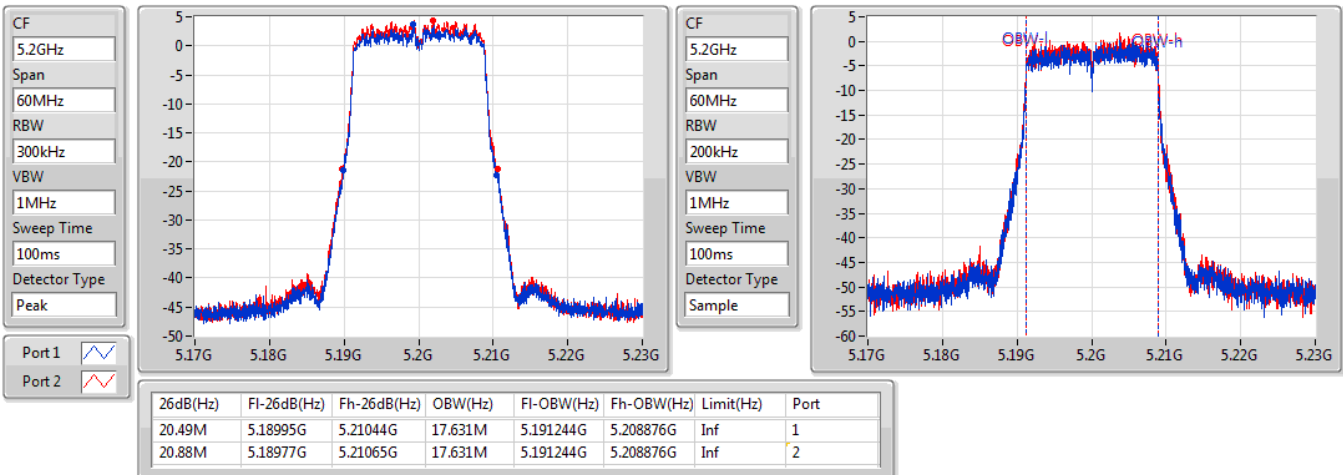 CF
5.2GHz
Span
60MHz
RBW
300kHz
VBW
1MHz
Sweep Time
100ms
Detector Type
Peak
Port 1
Port 2
5
0
-5
-10
-15
-20
-25
-30
-35
-40
-45
-50
5.17G 5.18G 5.19G 5.2G 5.21G 5.22G 5.23G
CF
5.2GHz
Span
60MHz
RBW
200kHz
VBW
1MHz
Sweep Time
100ms
Detector Type
Sample
5
0
-5
-10
-15
-20
-25
-30
-35
-40
-45
-50
-55
-60
OBW-l OBW-h
5.17G 5.18G 5.19G 5.2G 5.21G 5.22G 5.23G
26dB(Hz) Fl-26dB(Hz) Fh-26dB(Hz) OBW(Hz) Fl-OBW(Hz) Fh-OBW(Hz) Limit(Hz) Port
20.49M 5.18995G 5.21044G 17.631M 5.191244G 5.208876G Inf 1
20.88M 5.18977G 5.21065G 17.631M 5.191244G 5.208876G Inf 2